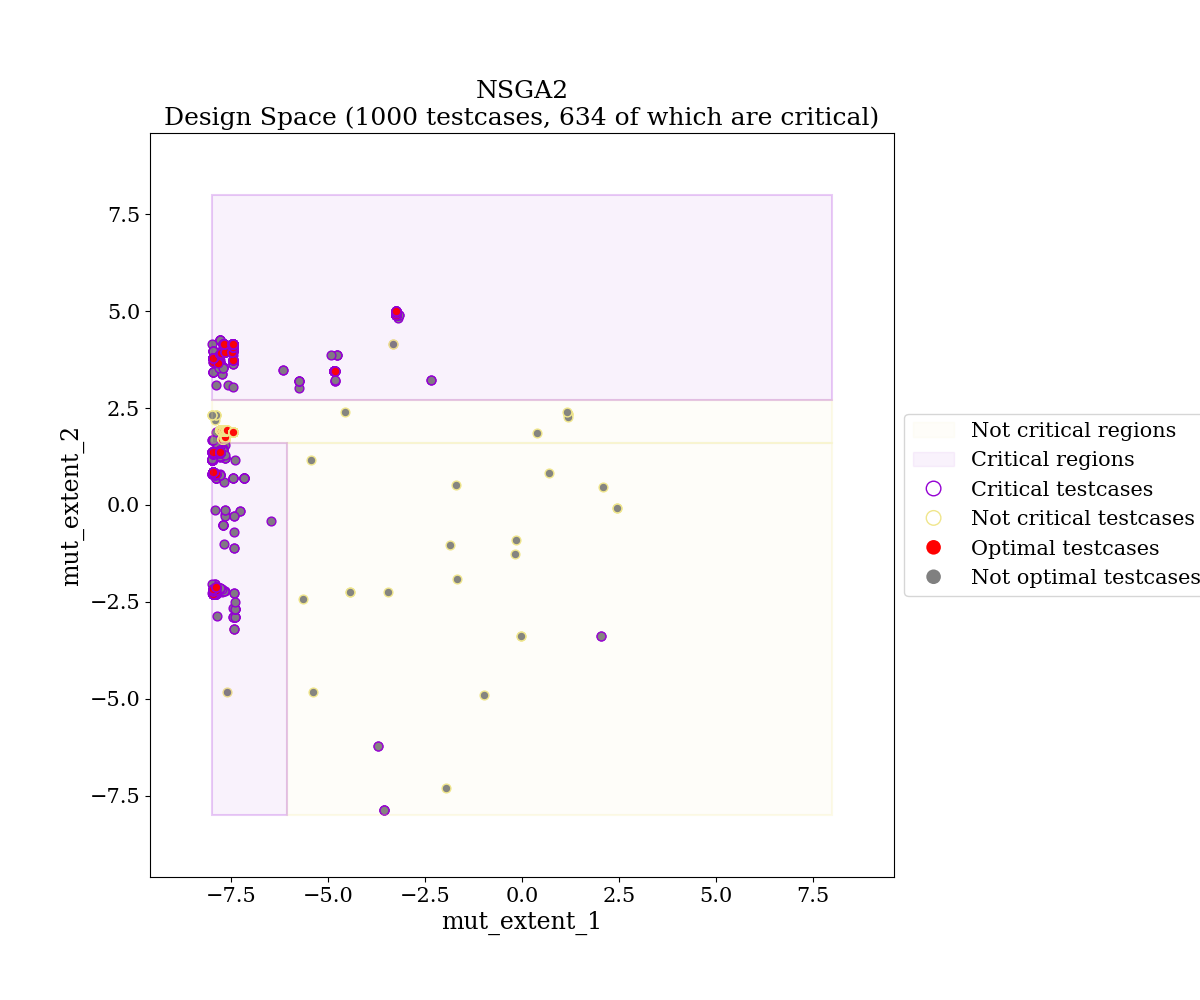 NSGA2
Design Space (1000 testcases, 634 of which are critical)
mut_extent_2
7.5
5.0
2.5
0.0
−2.5
−5.0
−7.5
−7.5
−5.0
−2.5
0.0
2.5
5.0
7.5
mut_extent_1
Not critical regions
Critical regions
Critical testcases
Not critical testcases
Optimal testcases
Not optimal testcases